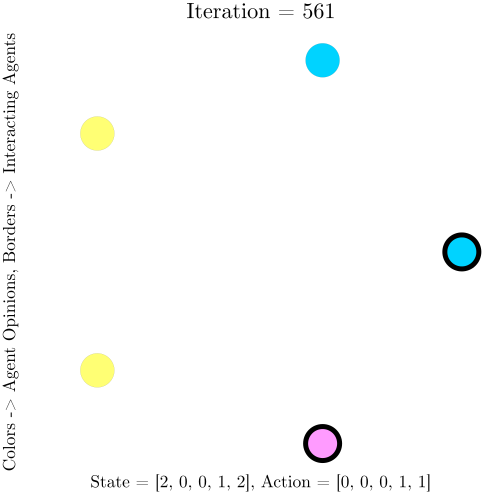 Iteration = 561
Colors -> Agent Opinions, Borders -> Interacting Agents
State = [2, 0, 0, 1, 2], Action = [0, 0, 0, 1, 1]